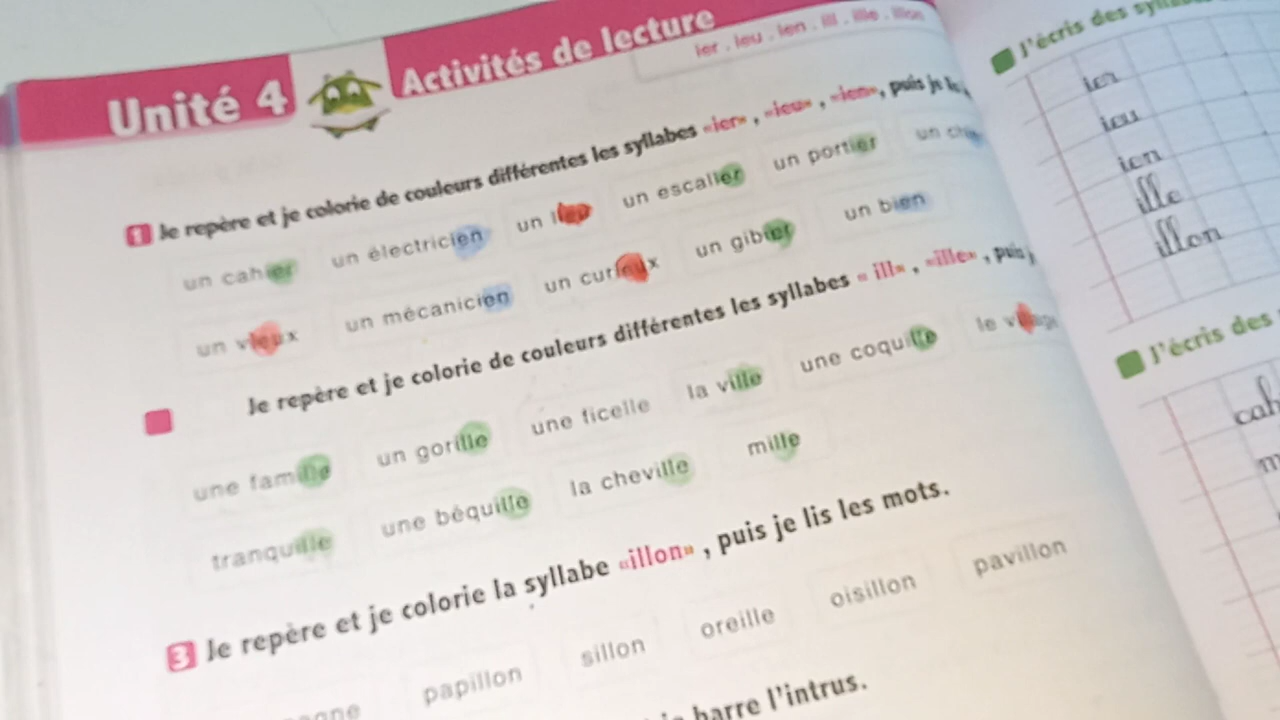 Unité 4
Activités de lecture
ier . ieu . ien . ill . ille . illon
1 Je repère et je colorie de couleurs différentes les syllabes «ier» , «ieu» , «ien», puis je
un cahier un électricien un lieu un escalier un portier un
un vieux un mécanicien un curieux un gibier un bien
Je repère et je colorie de couleurs différentes les syllabes « ill» , «ille» , puis
une famille un gorille une ficelle la ville une coquille le village
tranquille une béquille la cheville mille
3 Je repère et je colorie la syllabe «illon» , puis je lis les mots.
papillon sillon oreille oisillon pavillon
barre l'intrus.
J'écris des
ier
ieu
ien
ille
illon
J'écris des